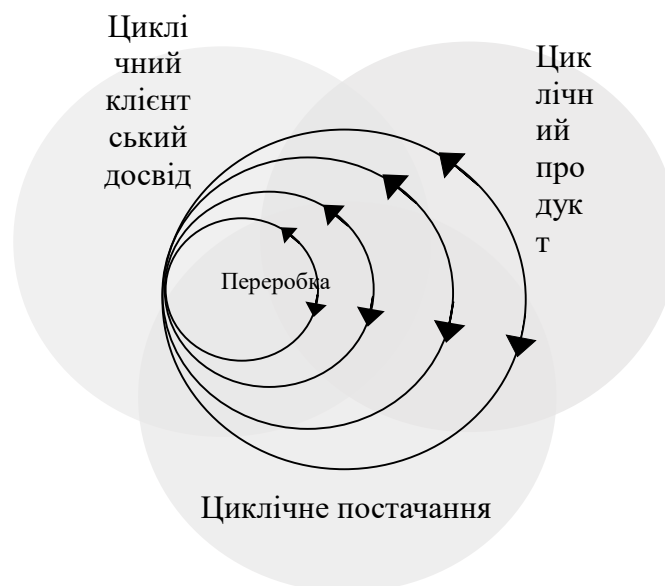 Циклі
чний
клієнт
ський
досвід
Цик
лічн
ий
про
дук
т
Переробка
Циклічне постачання